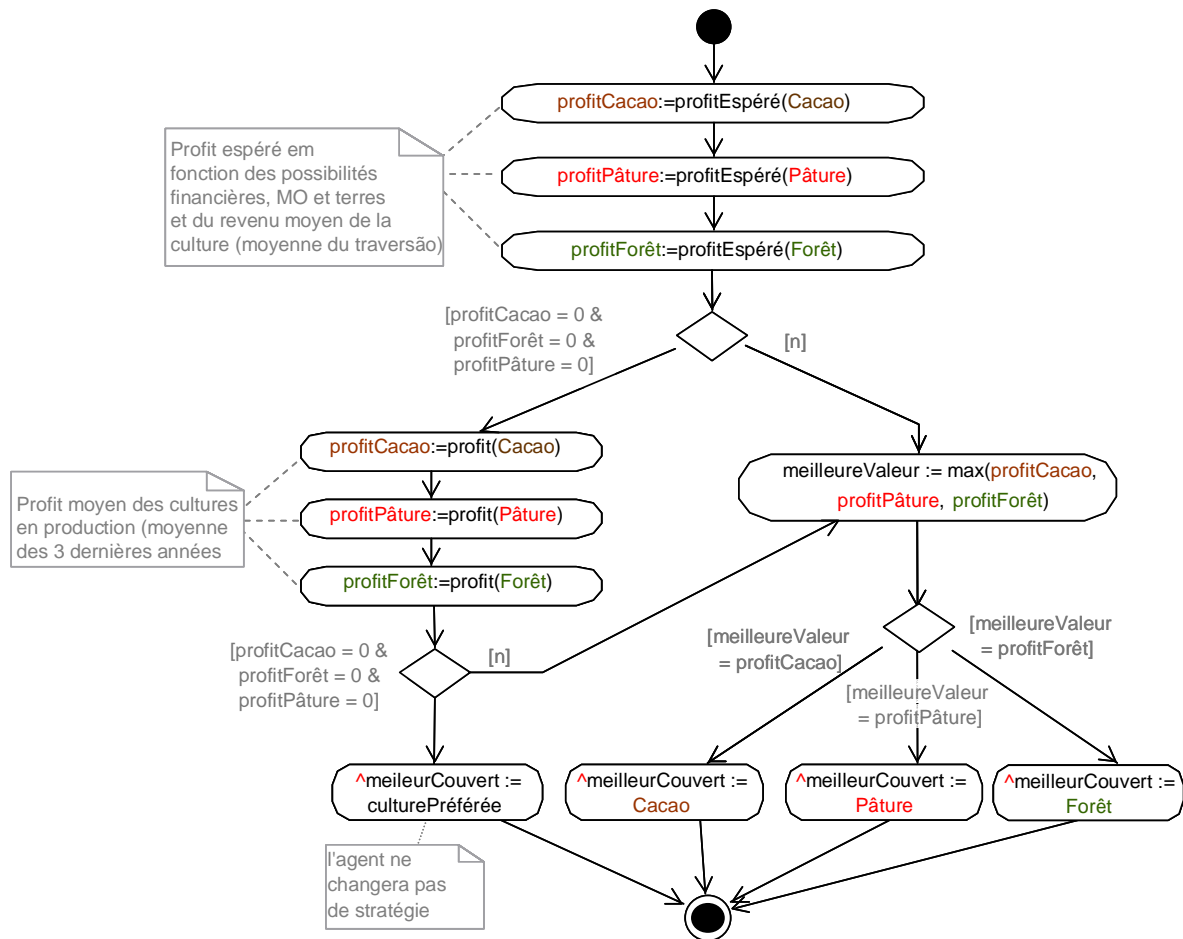 profitCacao:=profitEspéré(Cacao)
Profit espéré em
fonction des possibilités
financières, MO et terres
et du revenu moyen de la
culture (moyenne du traversão)
profitPâture:=profitEspéré(Pâture)
profitForêt:=profitEspéré(Forêt)
[profitCacao = 0 &
profitForêt = 0 &
profitPâture = 0]
[n]
profitCacao:=profit(Cacao)
Profit moyen des cultures
en production (moyenne
des 3 dernières années
profitPâture:=profit(Pâture)
profitForêt:=profit(Forêt)
meilleureValeur := max(profitCacao,
profitPâture, profitForêt)
[profitCacao = 0 &
profitForêt = 0 &
profitPâture = 0]
[n]
[meilleureValeur
= profitCacao]
[meilleureValeur
= profitPâture]
[meilleureValeur
= profitForêt]
^meileurCouvert :=
culturePréférée
^meilleurCouvert :=
Cacao
^meilleurCouvert :=
Pâture
^meilleurCouvert :=
Forêt
l'agent ne
changera pas
de stratégie